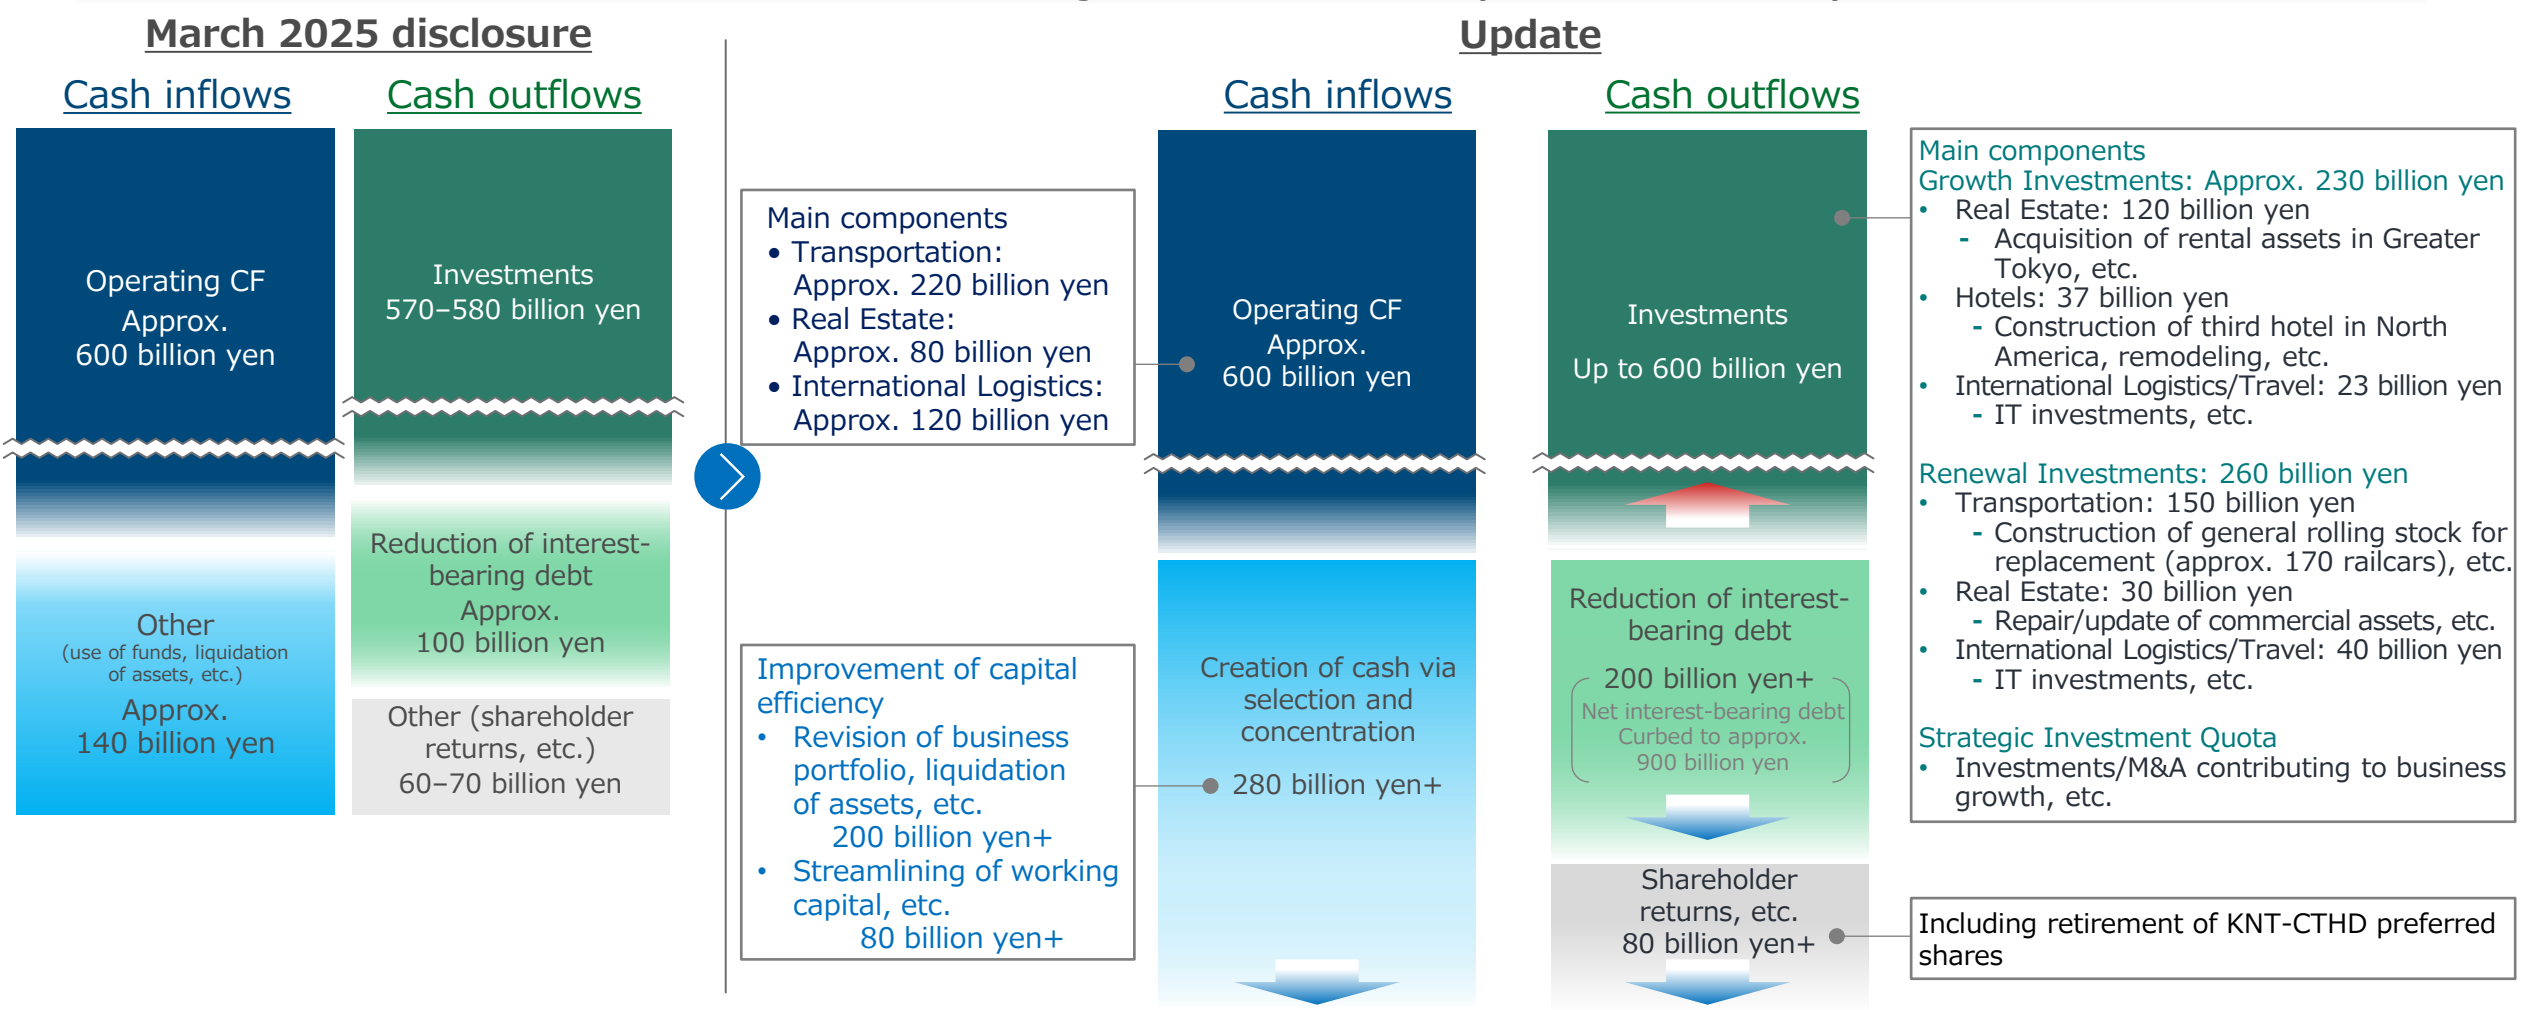 March 2025 disclosure
Cash inflows
Cash outflows
Operating CF
Approx.
600 billion yen
Other
(use of funds, liquidation
of assets, etc.)
Approx.
140 billion yen
Investments
570–580 billion yen
Reduction of interest-
bearing debt
Approx.
100 billion yen
Other (shareholder
returns, etc.)
60–70 billion yen
Update
Cash inflows
Cash outflows
Main components
• Transportation:
Approx. 220 billion yen
• Real Estate:
Approx. 80 billion yen
• International Logistics:
Approx. 120 billion yen
Improvement of capital
efficiency
• Revision of business
portfolio, liquidation
of assets, etc.
200 billion yen+
• Streamlining of working
capital, etc.
80 billion yen+
Operating CF
Approx.
600 billion yen
Creation of cash via
selection and
concentration
280 billion yen+
Investments
Up to 600 billion yen
Reduction of interest-
bearing debt
200 billion yen+
Net interest-bearing debt
Curbed to approx.
900 billion yen
Shareholder
returns, etc.
80 billion yen+
Main components
Growth Investments: Approx. 230 billion yen
• Real Estate: 120 billion yen
- Acquisition of rental assets in Greater
Tokyo, etc.
• Hotels: 37 billion yen
- Construction of third hotel in North
America, remodeling, etc.
• International Logistics/Travel: 23 billion yen
- IT investments, etc.
Renewal Investments: 260 billion yen
• Transportation: 150 billion yen
- Construction of general rolling stock for
replacement (approx. 170 railcars), etc.
• Real Estate: 30 billion yen
- Repair/update of commercial assets, etc.
• International Logistics/Travel: 40 billion yen
- IT investments, etc.
Strategic Investment Quota
• Investments/M&A contributing to business
growth, etc.
Including retirement of KNT-CTHD preferred
shares